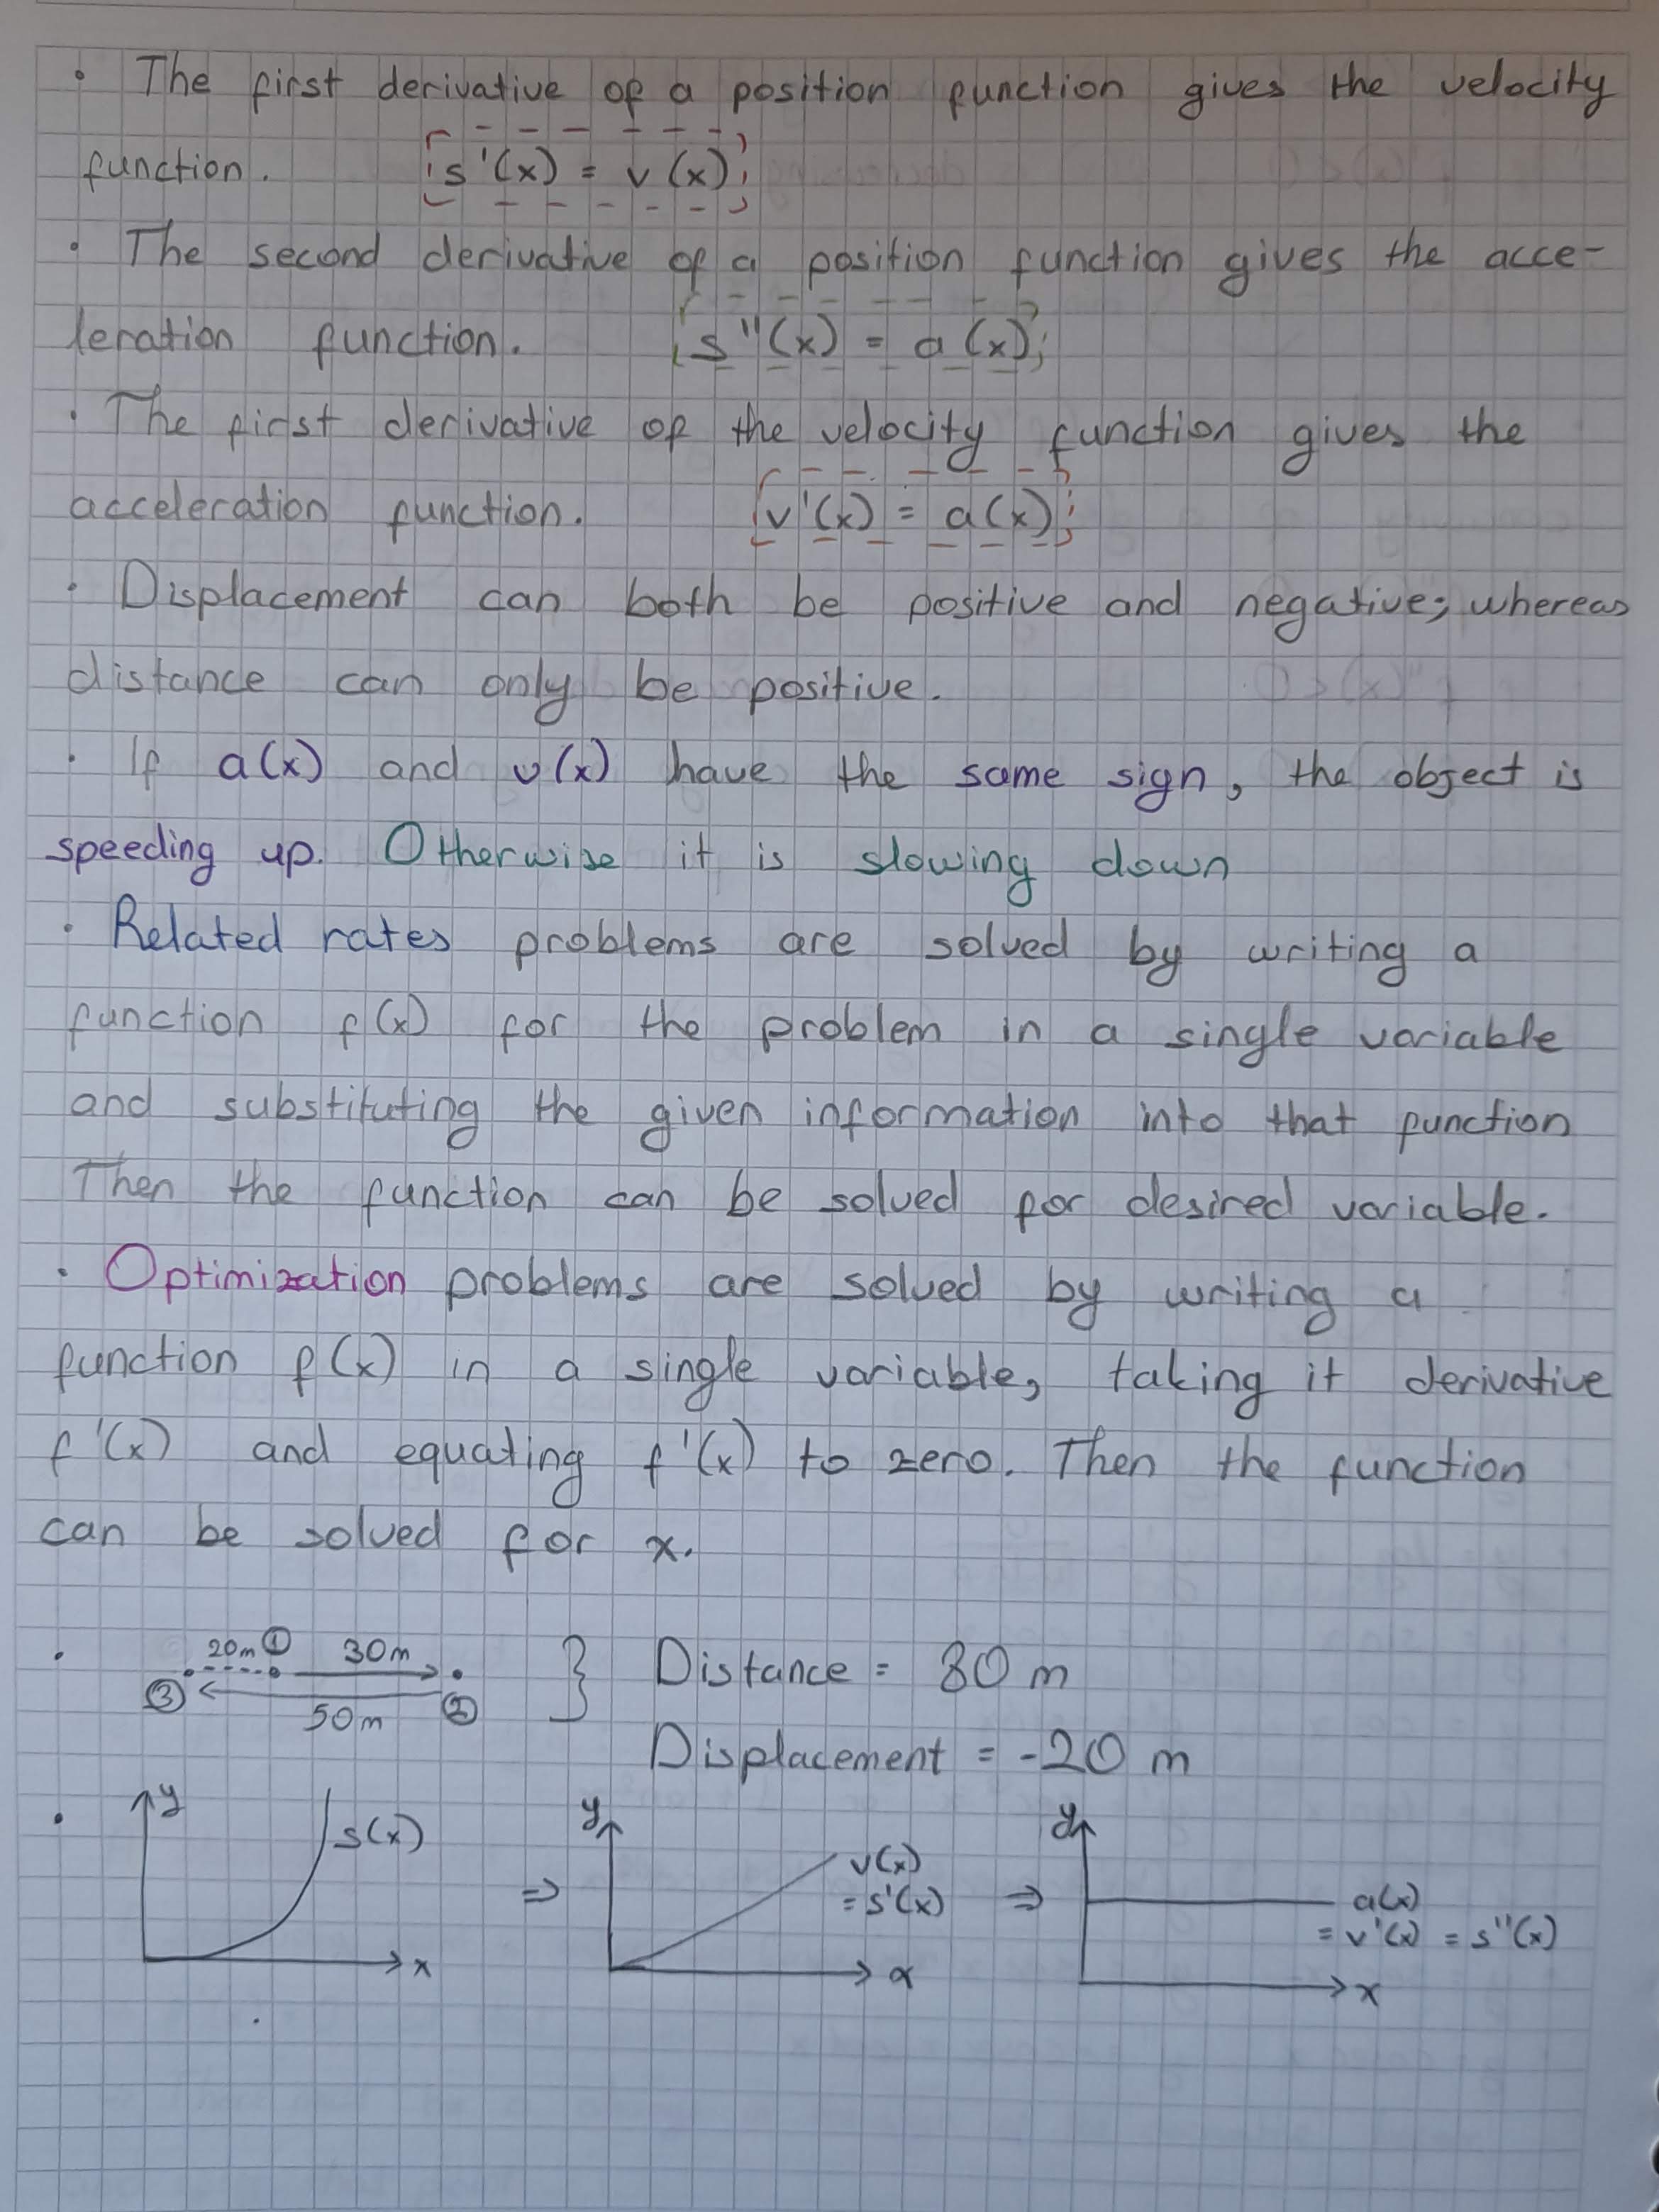 • The first derivative of a position function gives the velocity
function. s'(x) = v(x)
• The second derivative of a position function gives the acce-
leration function. s''(x) = a(x)
• The first derivative of the velocity function gives the
acceleration function. v'(x) = a(x)
• Displacement can both be positive and negative; whereas
distance can only be positive.
• If a(x) and v(x) have the same sign, the object is
speeding up. Otherwise it is slowing down
• Related rates problems are solved by writing a
function f(x) for the problem in a single variable
and substituting the given information into that function
Then the function can be solved for desired variable.
• Optimization problems are solved by writing a
function f(x) in a single variable, taking it derivative
f'(x) and equating f'(x) to zero. Then the function
can be solved for x.
• 20m ① 30m } Distance = 80 m
③ 50m ②
Displacement = -20 m
• y s(x) x ⇒ y v(x) = s'(x) x ⇒ y a(x) = v'(x) = s''(x) x